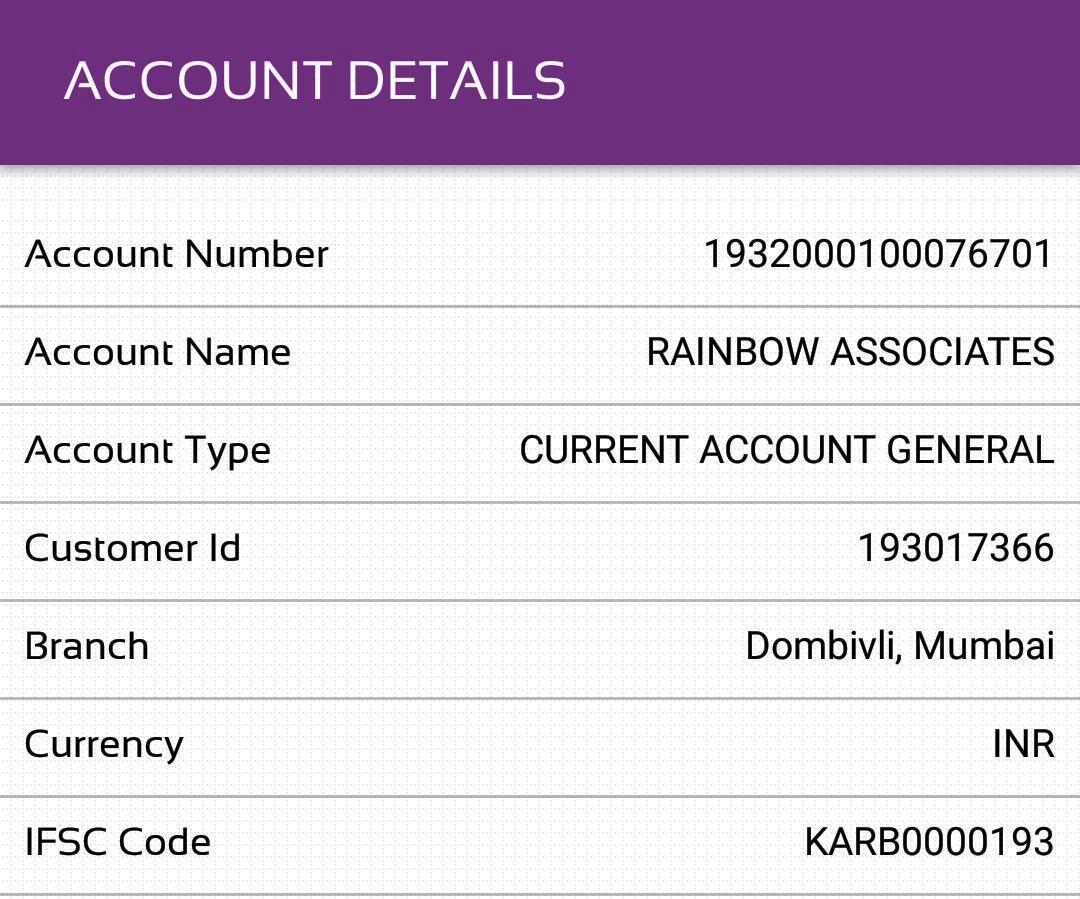 ACCOUNT DETAILS
Account Number 1932000100076701
Account Name RAINBOW ASSOCIATES
Account Type CURRENT ACCOUNT GENERAL
Customer Id 193017366
Branch Dombivli, Mumbai
Currency INR
IFSC Code KARB0000193